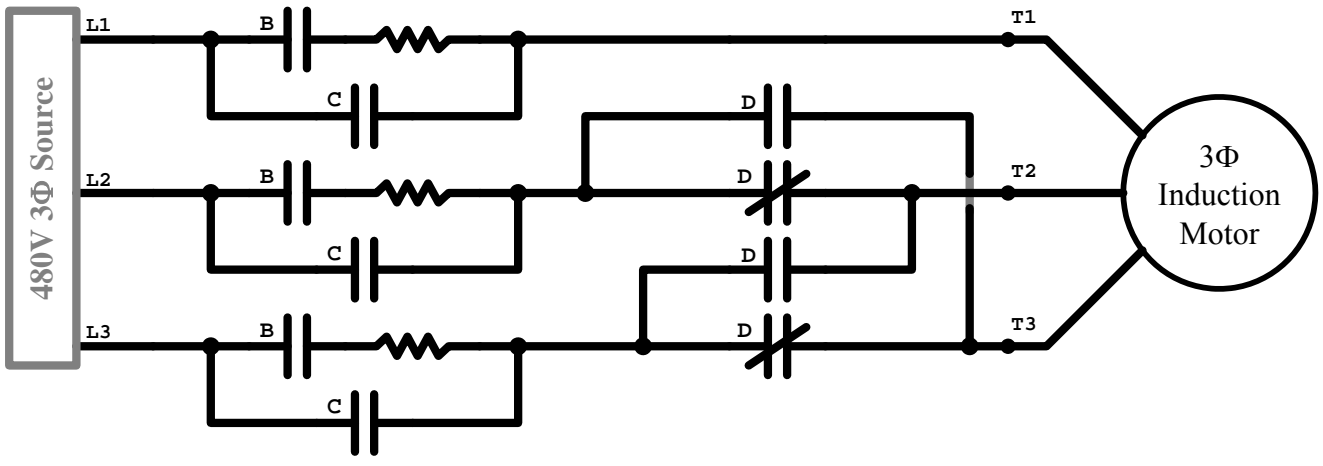 480V 3Φ Source
L1
B
C
T1
D
L2
B
D
T2
C
D
L3
B
D
T3
C
3Φ
Induction
Motor